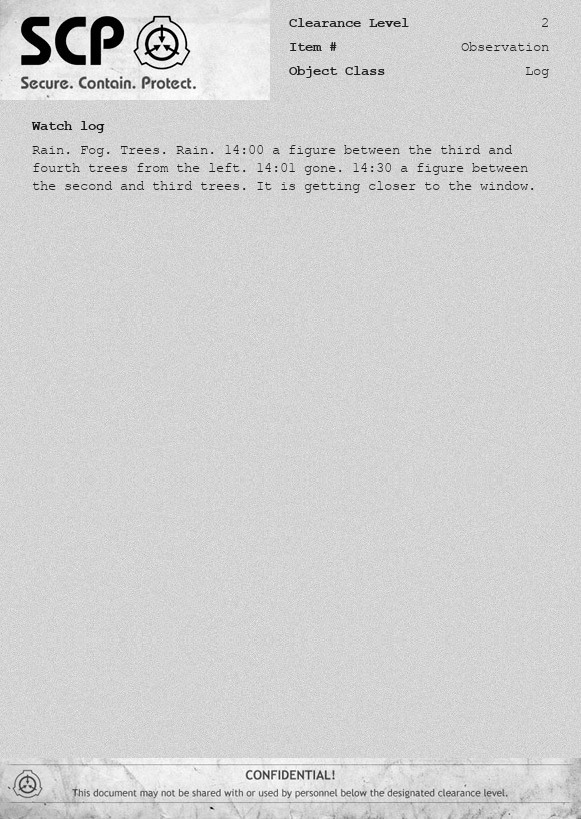 SCP
Secure. Contain. Protect.
Clearance Level 2
Item # Observation
Object Class Log
Watch log
Rain. Fog. Trees. Rain. 14:00 a figure between the third and
fourth trees from the left. 14:01 gone. 14:30 a figure between
the second and third trees. It is getting closer to the window.
CONFIDENTIAL!
This document may not be shared with or used by personnel below the designated clearance level.